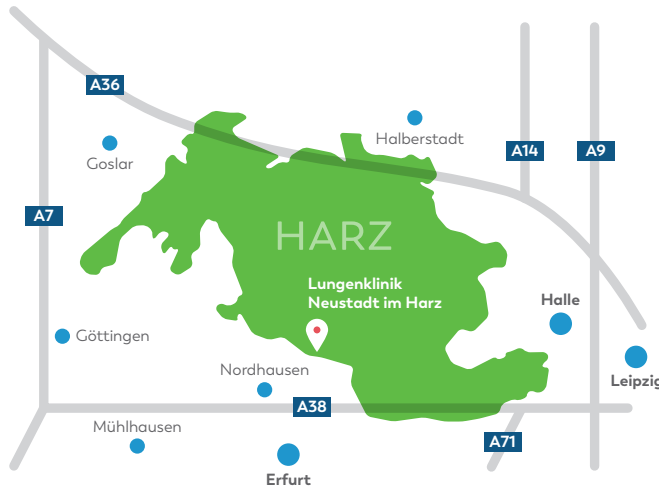 A36
Halberstadt
Goslar
A14
A9
A7
HARZ
Lungenklinik
Neustadt im Harz
Halle
Göttingen
Nordhausen
Leipzig
A38
Mühlhausen
A71
Erfurt